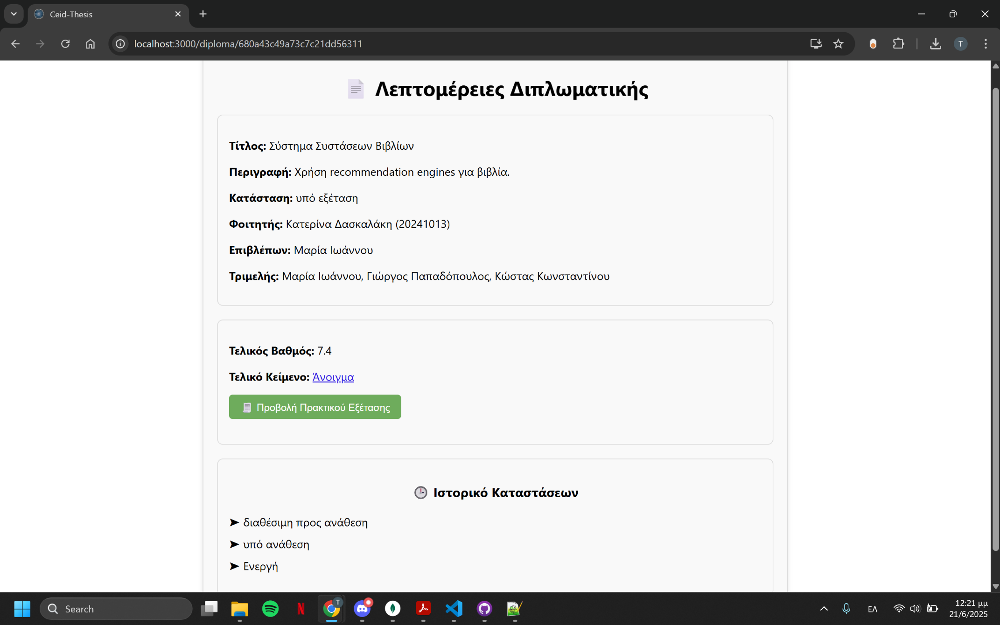 Ceid-Thesis
localhost:3000/diploma/680a43c49a73c7c21dd56311
T
Λεπτομέρειες Διπλωματικής
Τίτλος: Σύστημα Συστάσεων Βιβλίων
Περιγραφή: Χρήση recommendation engines για βιβλία.
Κατάσταση: υπό εξέταση
Φοιτητής: Κατερίνα Δασκαλάκη (20241013)
Επιβλέπων: Μαρία Ιωάννου
Τριμελής: Μαρία Ιωάννου, Γιώργος Παπαδόπουλος, Κώστας Κωνσταντίνου
Τελικός Βαθμός: 7.4
Τελικό Κείμενο: Άνοιγμα
Προβολή Πρακτικού Εξέτασης
Ιστορικό Καταστάσεων
➤ διαθέσιμη προς ανάθεση
➤ υπό ανάθεση
➤ Ενεργή
Search
N
T
ΕΛ
12:21 μμ
21/6/2025